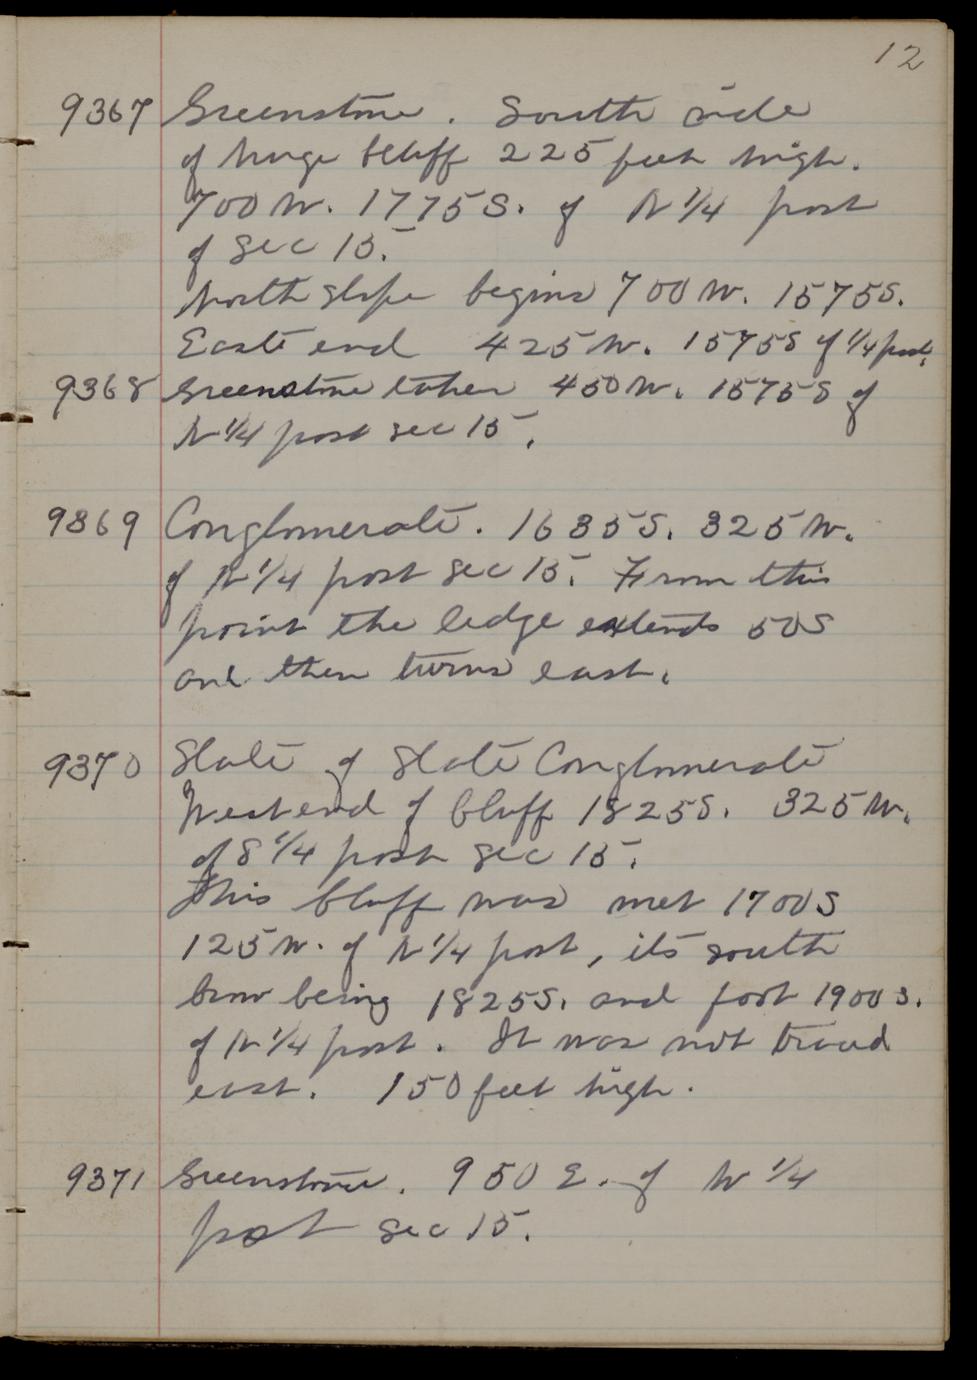 12
9367 Greenstone. South side
of huge bluff 225 feet high.
700 W. 1775 S. of N 1/4 post
of Sec 15.
North slope begins 700 W. 1575 S.
East end 425 W. 1575 S of 1/4 post.
9368 Greenstone taken 450 W. 1575 S of
N 1/4 post sec 15.
9369 Conglomerate. 1635 S. 325 W.
of N 1/4 post Sec 15. From this
point the ledge extends 50 S
and then turns east.
9370 Slate of Slate Conglomerate
West end of bluff 1825 S. 325 W.
of S 1/4 post Sec 15.
This bluff was met 1700 S
125 W. of N 1/4 post, its south
brow being 1825 S. and foot 1900 S.
of N 1/4 post. It was not traced
east. 150 feet high.
9371 Greenstone. 950 E. of W 1/4
post Sec 15.